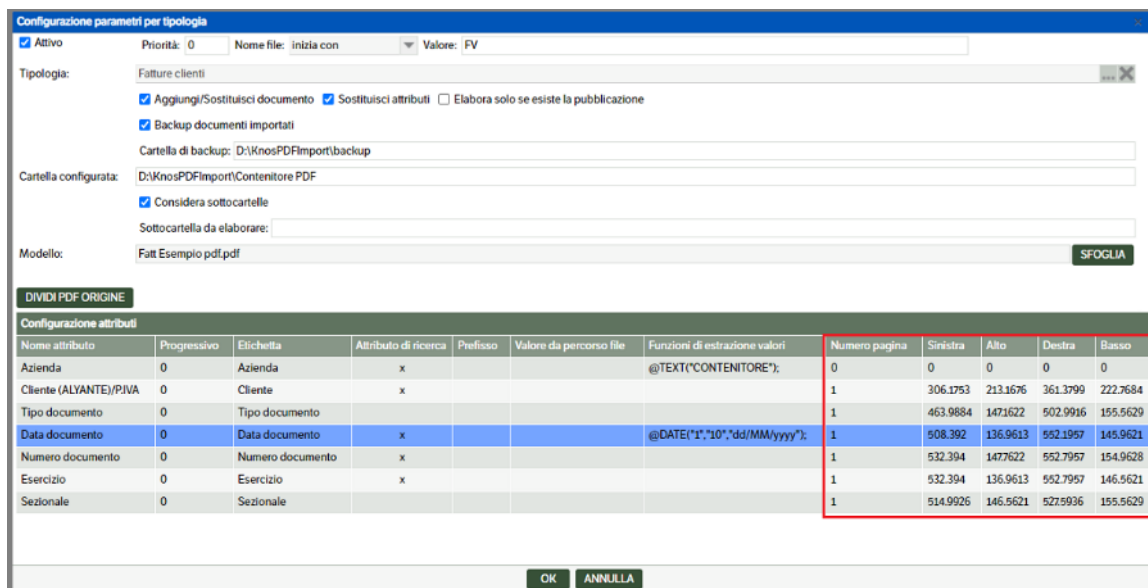 Configurazione parametri per tipologia
Attivo Priorità: 0 Nome file: inizia con Valore: FV
Tipologia: Fatture clienti ...
Aggiungi/Sostituisci documento Sostituisci attributi Elabora solo se esiste la pubblicazione
Backup documenti importati
Cartella di backup: D:\KnosPDFImport\backup
Cartella configurata: D:\KnosPDFImport\Contenitore PDF
Considera sottocartelle
Sottocartella da elaborare:
Modello: Fatt Esempio pdf.pdf SFOGLIA
DIVIDI PDF ORIGINE
Configurazione attributi
Nome attributo Progressivo Etichetta Attributo di ricerca Prefisso Valore da percorso file Funzioni di estrazione valori Numero pagina Sinistra Alto Destra Basso
Azienda 0 Azienda x @TEXT("CONTENITORE"); 0 0 0 0 0
Cliente (ALYANTE)/P.IVA 0 Cliente x 1 306.1753 213.1676 361.3799 222.7684
Tipo documento 0 Tipo documento 1 463.9884 147.1622 502.9916 155.5629
Data documento 0 Data documento x @DATE("1","10","dd/MM/yyyy"); 1 508.392 136.9613 552.1957 145.9621
Numero documento 0 Numero documento x 1 532.394 147.7622 552.7957 154.9628
Esercizio 0 Esercizio x 1 532.394 136.9613 552.7957 146.5621
Sezionale 0 Sezionale 1 514.9926 146.5621 527.5936 155.5629
OK ANNULLA